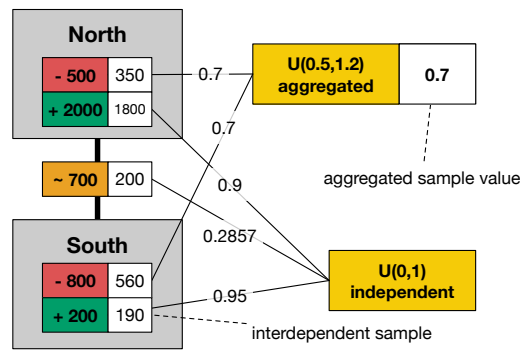 North
- 500 350
+ 2000 1800
~ 700 200
South
- 800 560
+ 200 190
0.7
0.7
0.9
0.2857
0.95
U(0.5,1.2)
aggregated
0.7
aggregated sample value
U(0,1)
independent
interdependent sample